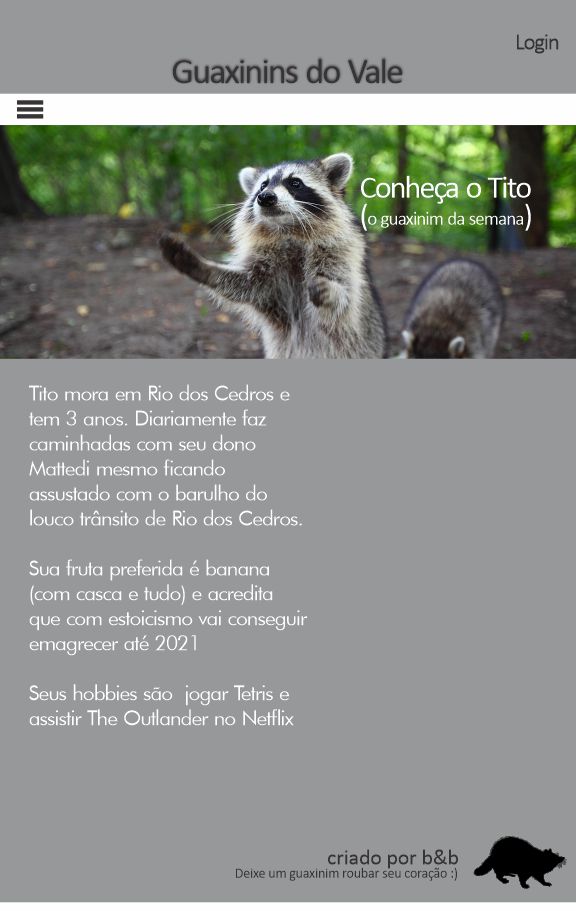 Login
Guaxinins do Vale
Conheça o Tito
(o guaxinim da semana)
Tito mora em Rio dos Cedros e
tem 3 anos. Diariamente faz
caminhadas com seu dono
Mattedi mesmo ficando
assustado com o barulho do
louco trânsito de Rio dos Cedros.
Sua fruta preferida é banana
(com casca e tudo) e acredita
que com estoicismo vai conseguir
emagrecer até 2021
Seus hobbies são  jogar Tetris e
assistir The Outlander no Netflix
criado por b&b
Deixe um guaxinim roubar seu coração :)